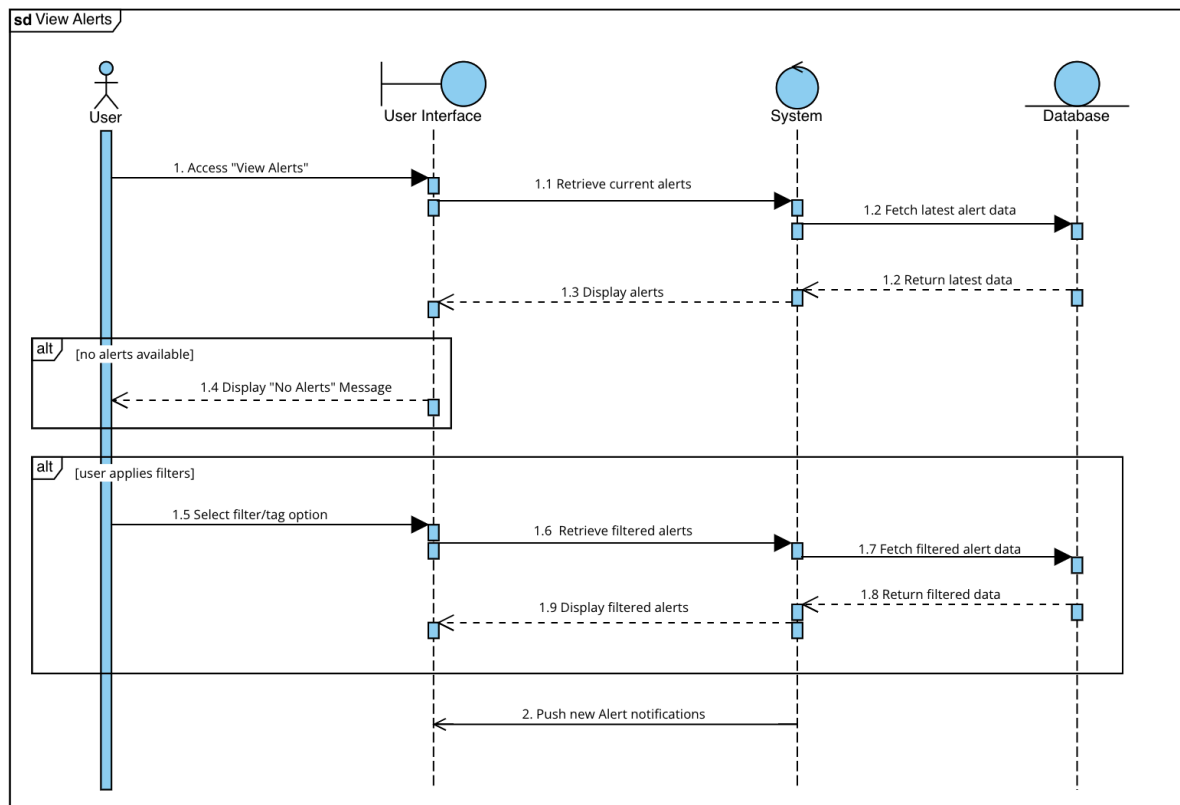 sd View Alerts
User
User Interface
System
Database
1. Access "View Alerts"
1.1 Retrieve current alerts
1.2 Fetch latest alert data
1.2 Return latest data
1.3 Display alerts
alt
[no alerts available]
1.4 Display "No Alerts" Message
alt
[user applies filters]
1.5 Select filter/tag option
1.6 Retrieve filtered alerts
1.7 Fetch filtered alert data
1.8 Return filtered data
1.9 Display filtered alerts
2. Push new Alert notifications